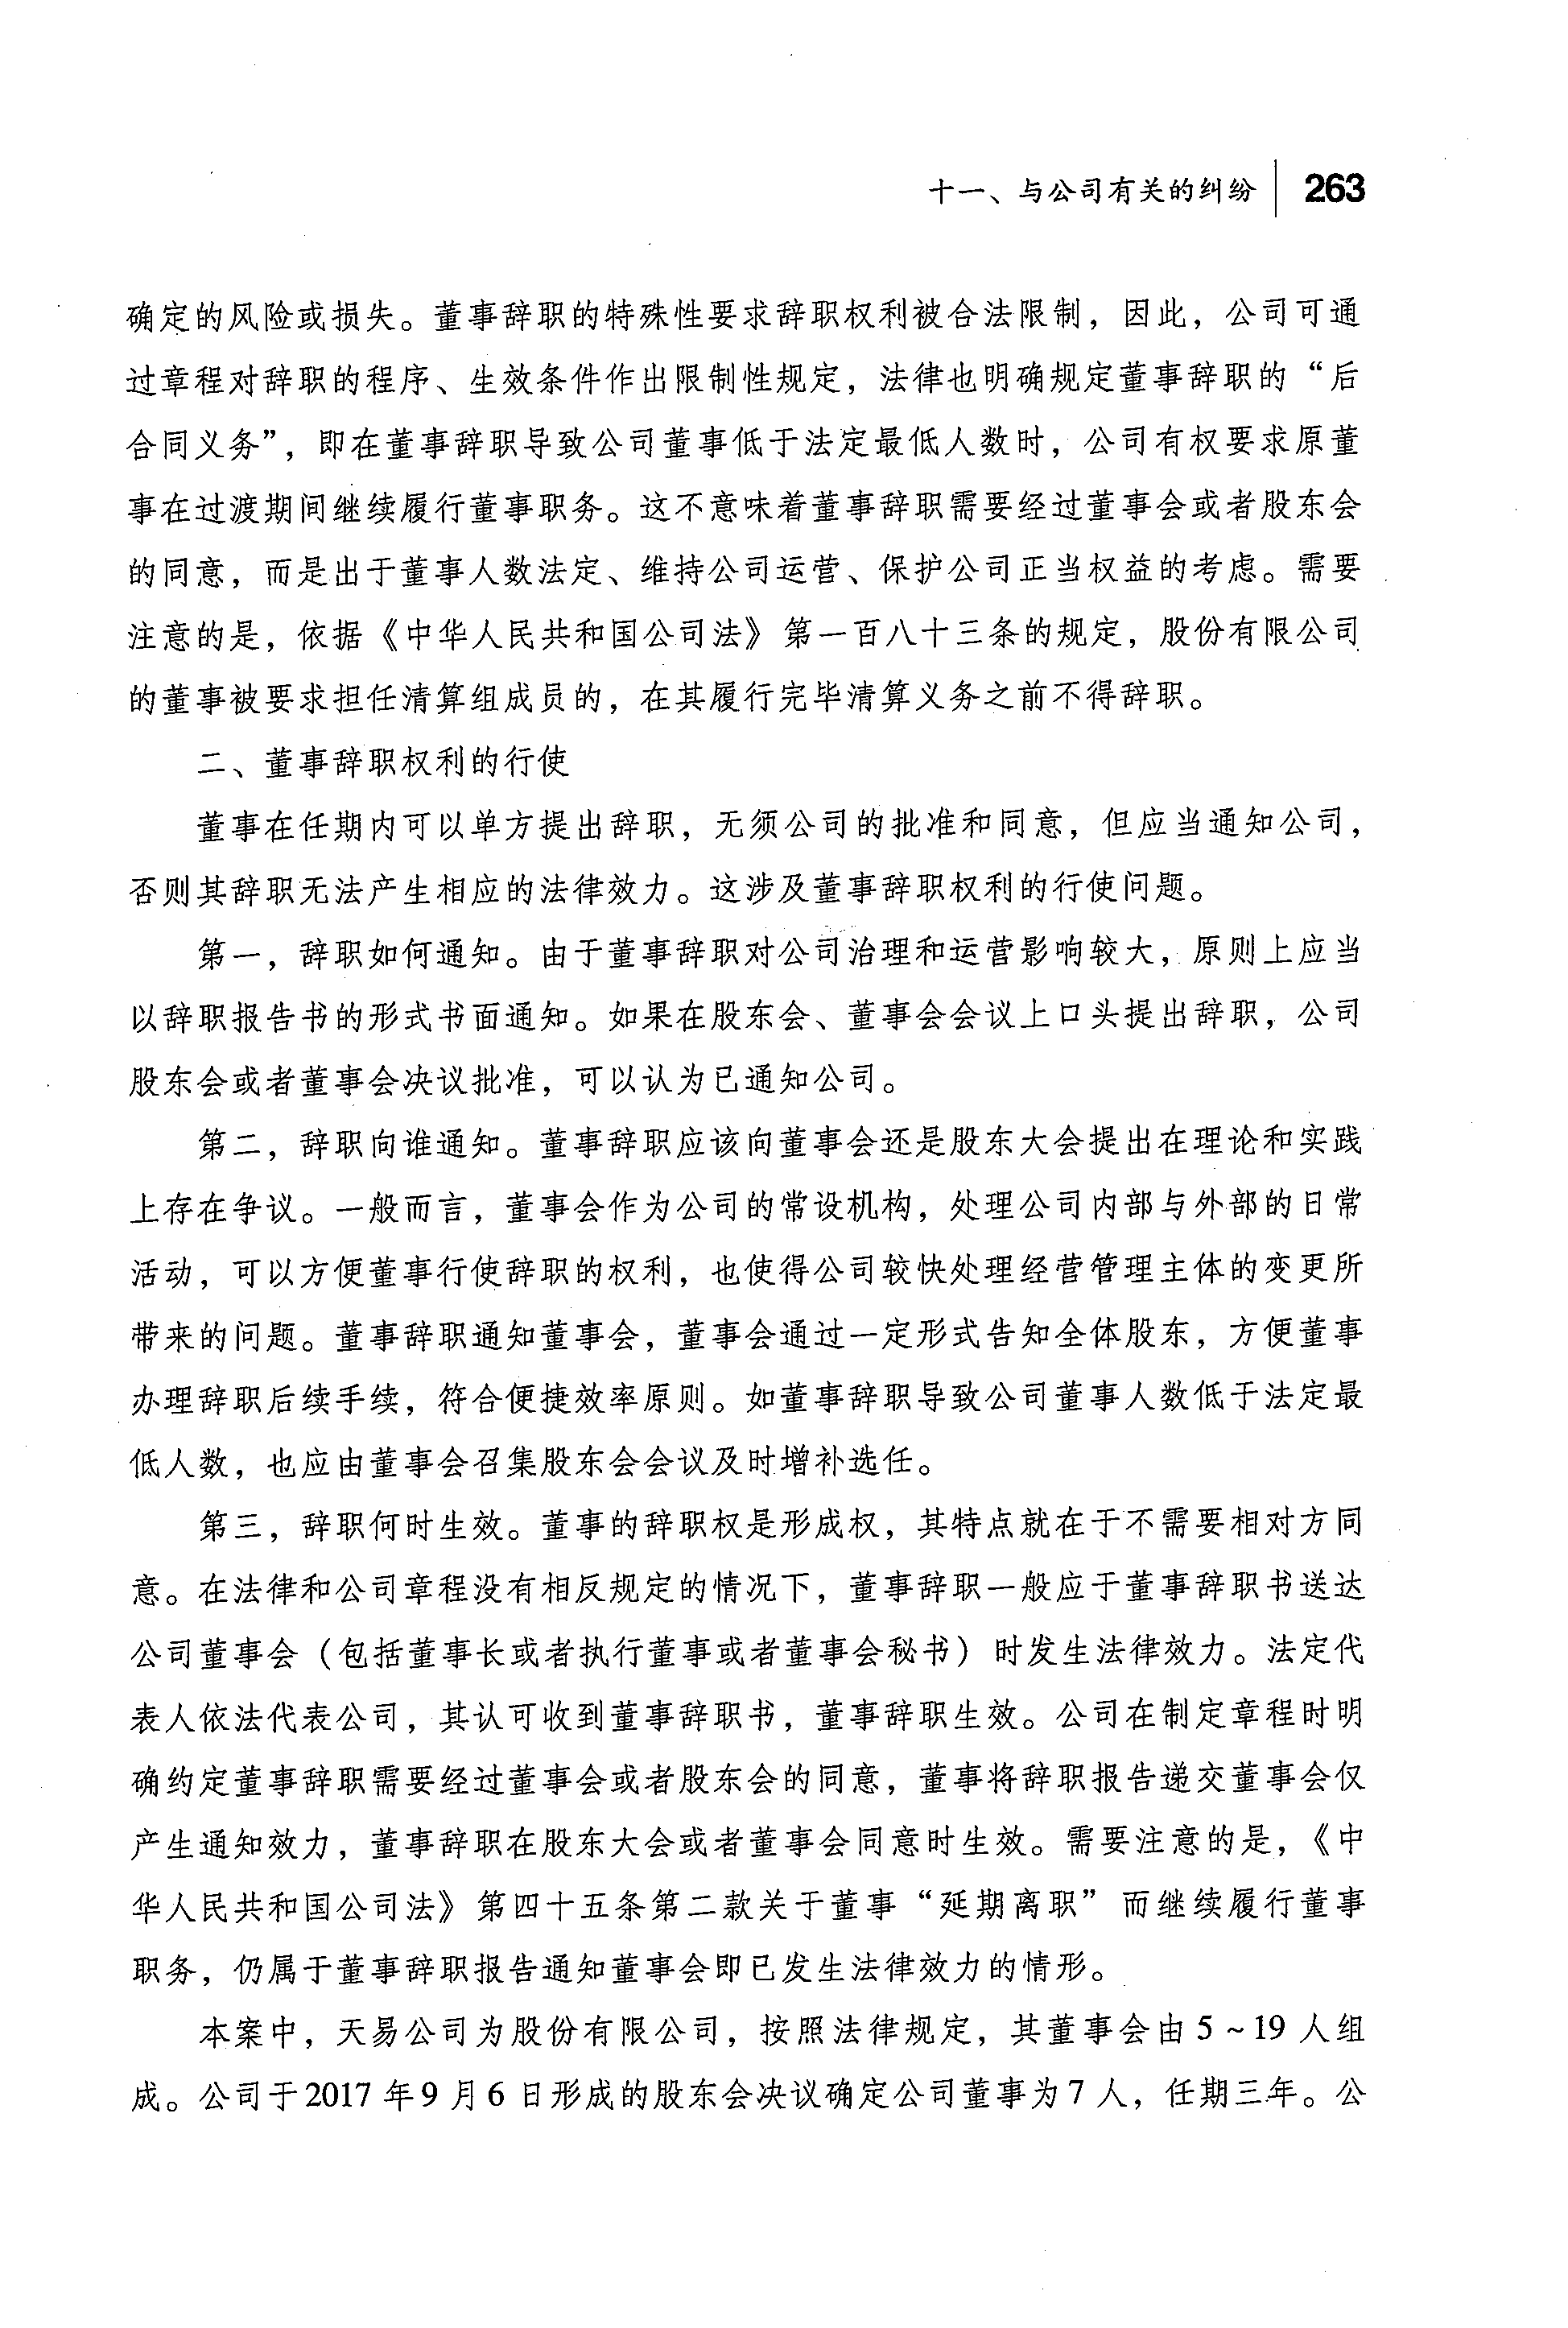 十一、与公司有关的纠纷 263
确定的风险或损失。董事辞职的特殊性要求辞职权利被合法限制，因此，公司可通
过章程对辞职的程序、生效条件作出限制性规定，法律也明确规定董事辞职的“后
合同义务”，即在董事辞职导致公司董事低于法定最低人数时，公司有权要求原董
事在过渡期间继续履行董事职务。这不意味着董事辞职需要经过董事会或者股东会
的同意，而是出于董事人数法定、维持公司运营、保护公司正当权益的考虑。需要
注意的是，依据《中华人民共和国公司法》第一百八十三条的规定，股份有限公司
的董事被要求担任清算组成员的，在其履行完毕清算义务之前不得辞职。
二、董事辞职权利的行使
董事在任期内可以单方提出辞职，无须公司的批准和同意，但应当通知公司，
否则其辞职无法产生相应的法律效力。这涉及董事辞职权利的行使问题。
第一，辞职如何通知。由于董事辞职对公司治理和运营影响较大，原则上应当
以辞职报告书的形式书面通知。如果在股东会、董事会会议上口头提出辞职，公司
股东会或者董事会决议批准，可以认为已通知公司。
第二，辞职向谁通知。董事辞职应该向董事会还是股东大会提出在理论和实践
上存在争议。一般而言，董事会作为公司的常设机构，处理公司内部与外部的日常
活动，可以方便董事行使辞职的权利，也使得公司较快处理经营管理主体的变更所
带来的问题。董事辞职通知董事会，董事会通过一定形式告知全体股东，方便董事
办理辞职后续手续，符合便捷效率原则。如董事辞职导致公司董事人数低于法定最
低人数，也应由董事会召集股东会会议及时增补选任。
第三，辞职何时生效。董事的辞职权是形成权，其特点就在于不需要相对方同
意。在法律和公司章程没有相反规定的情况下，董事辞职一般应于董事辞职书送达
公司董事会（包括董事长或者执行董事或者董事会秘书）时发生法律效力。法定代
表人依法代表公司，其认可收到董事辞职书，董事辞职生效。公司在制定章程时明
确约定董事辞职需要经过董事会或者股东会的同意，董事将辞职报告递交董事会仅
产生通知效力，董事辞职在股东大会或者董事会同意时生效。需要注意的是，《中
华人民共和国公司法》第四十五条第二款关于董事“延期离职”而继续履行董事
职务，仍属于董事辞职报告通知董事会即已发生法律效力的情形。
本案中，天易公司为股份有限公司，按照法律规定，其董事会由 5 ~ 19 人组
成。公司于 2017 年 9 月 6 日形成的股东会决议确定公司董事为 7 人，任期三年。公